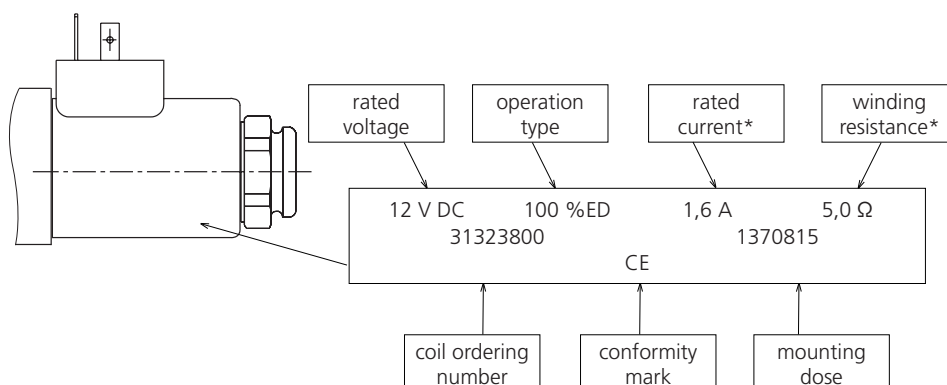 rated
voltage
operation
type
rated
current*
winding
resistance*
12 V DC 100 %ED 1,6 A 5,0 Ω
31323800 1370815
CE
coil ordering
number
conformity
mark
mounting
dose